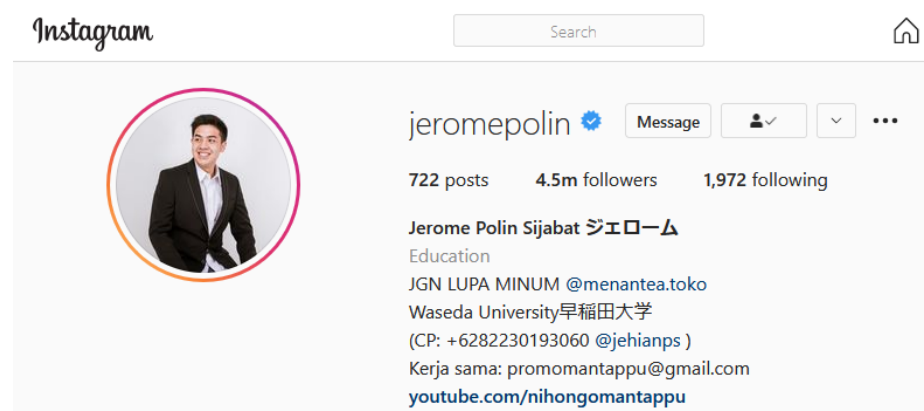 Instagram
Search
jeromepolin
Message
722 posts 4.5m followers 1,972 following
Jerome Polin Sijabat ジェローム
Education
JGN LUPA MINUM @menantea.toko
Waseda University早稲田大学
(CP: +6282230193060 @jehianps )
Kerja sama: promomantappu@gmail.com
youtube.com/nihongomantappu